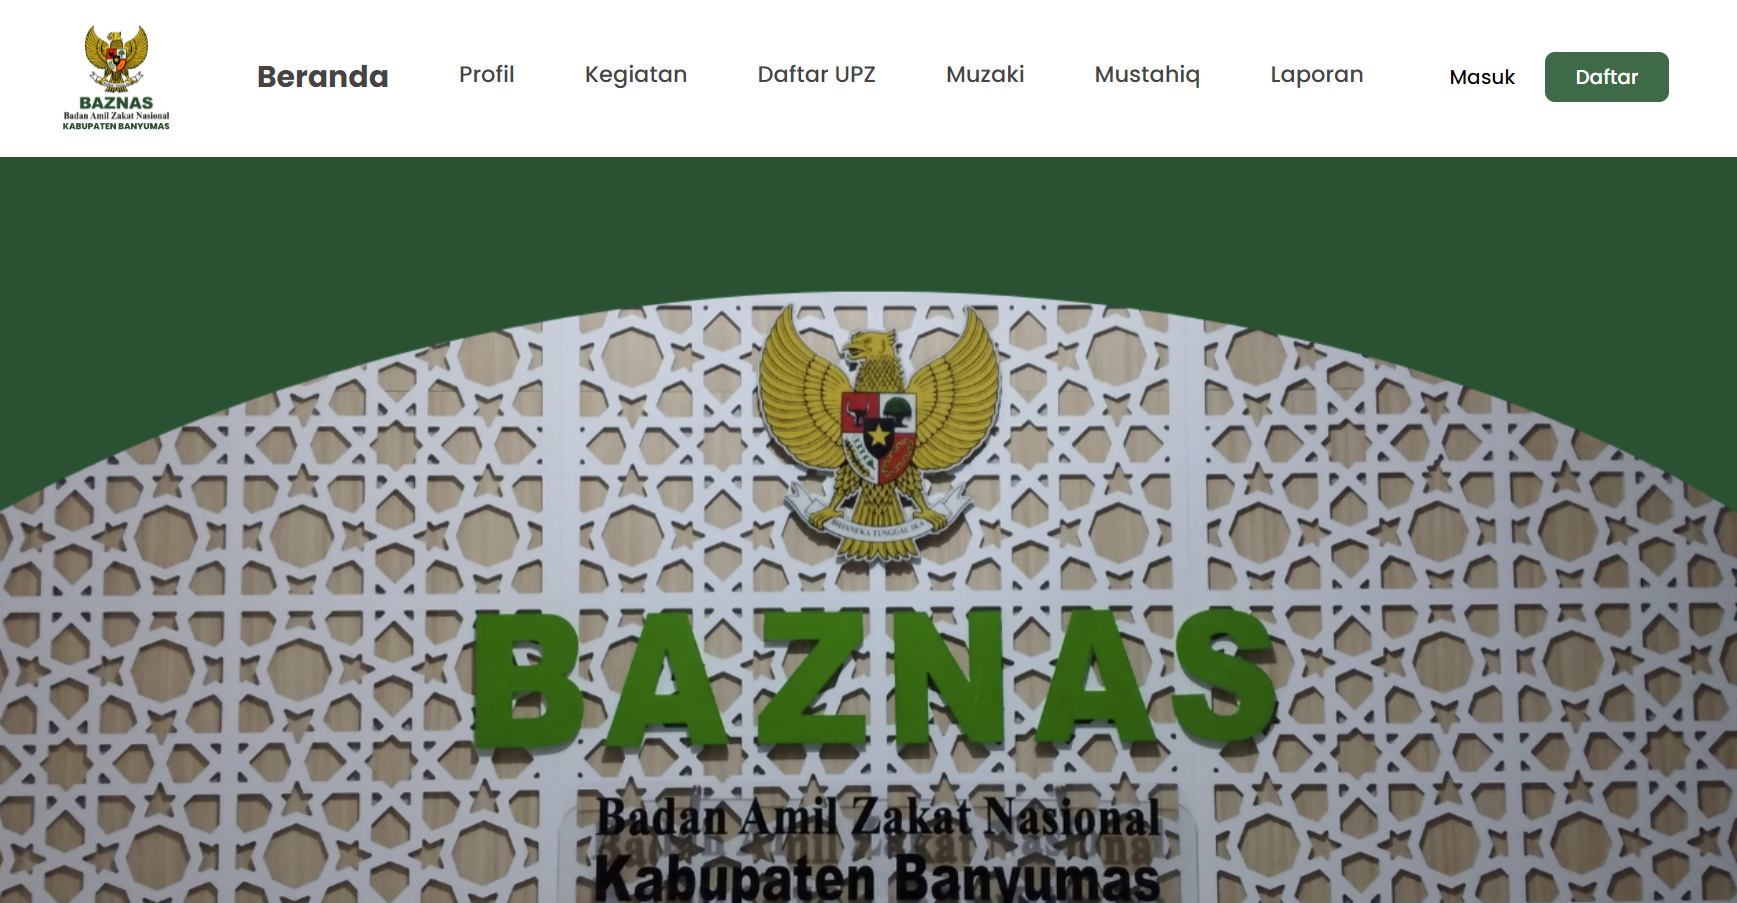 BAZNAS
Badan Amil Zakat Nasional
KABUPATEN BANYUMAS
Beranda
Profil
Kegiatan
Daftar UPZ
Muzaki
Mustahiq
Laporan
Masuk
Daftar
BHINNEKA TUNGGAL IKA
BAZNAS
Badan Amil Zakat Nasional
Kabupaten Banyumas